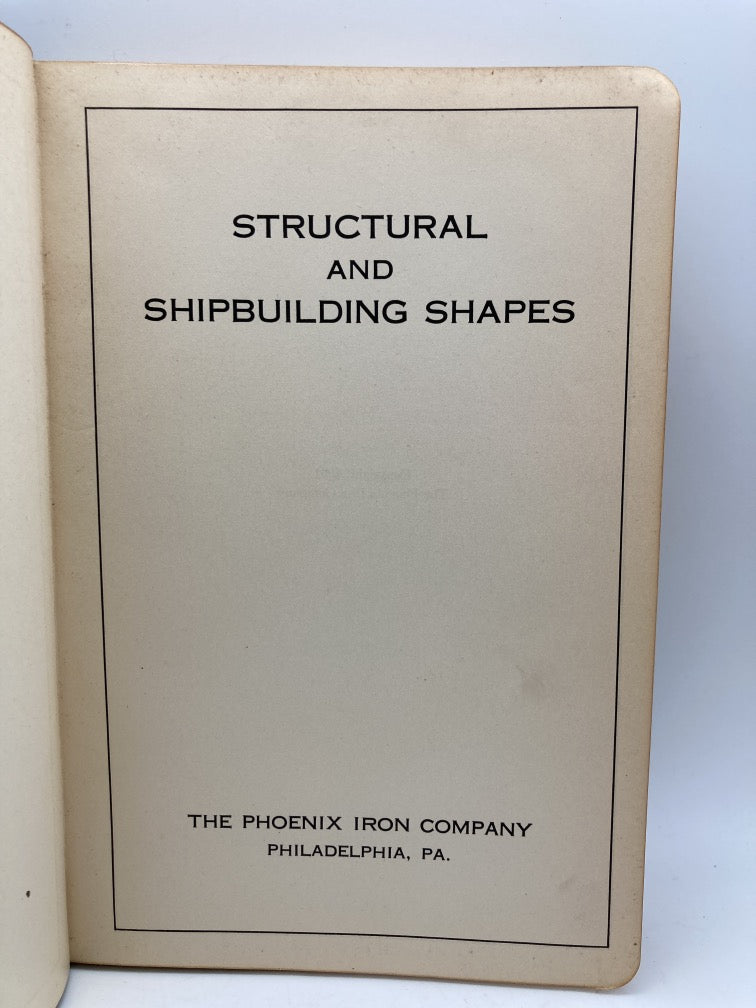 STRUCTURAL
AND
SHIPBUILDING SHAPES
THE PHOENIX IRON COMPANY
PHILADELPHIA, PA.